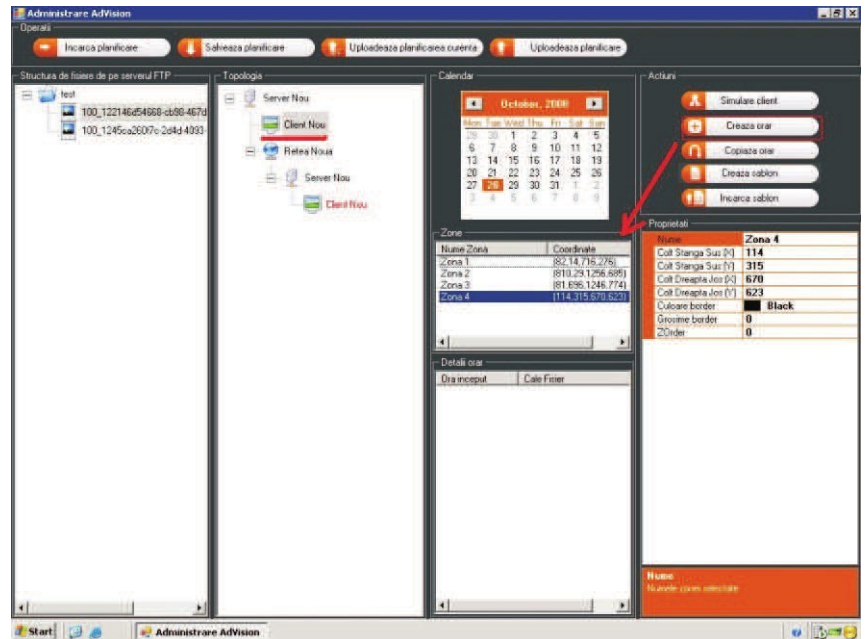 Administrare AdVision
Operatii
Incarca planificare
Salveaza planificare
Uploadeaza planificarea curenta
Uploadeaza planificare
Structura de fisiere de pe serverul FTP
test
100_122146d54668-cb98-467d
Topologia
Server Nou
Client Nou
Retea Noua
Server Nou
Client Nou
Calendar
October, 2008
Mon Tue Wed Thu Fri Sat Sun
29 30 1 2 3 4 5
6 7 8 9 10 11 12
13 14 15 16 17 18 19
20 21 22 23 24 25 26
27 28 29 30 31 1 2
3 4 5 6 7 8 9
Zone
Nume Zona Coordinate
Zona 1 (82,14,716,276)
Zona 2 (810,29,1256,685)
Zona 3 (81,696,1246,774)
Zona 4 (114,315,670,623)
Detalii orar
Ora inceput Cale Fisier
Actiuni
Simulare client
Creaza orar
Copiaza orar
Creaza sablon
Incarca sablon
Proprietati
Nume Zona 4
Colt Stanga Sus (X) 114
Colt Stanga Sus (Y) 315
Colt Dreapta Jos (X) 670
Colt Dreapta Jos (Y) 623
Culoare border Black
Grosime border 0
ZOrder 0
Nume
Numele zonei selectate
Start
Administrare AdVision